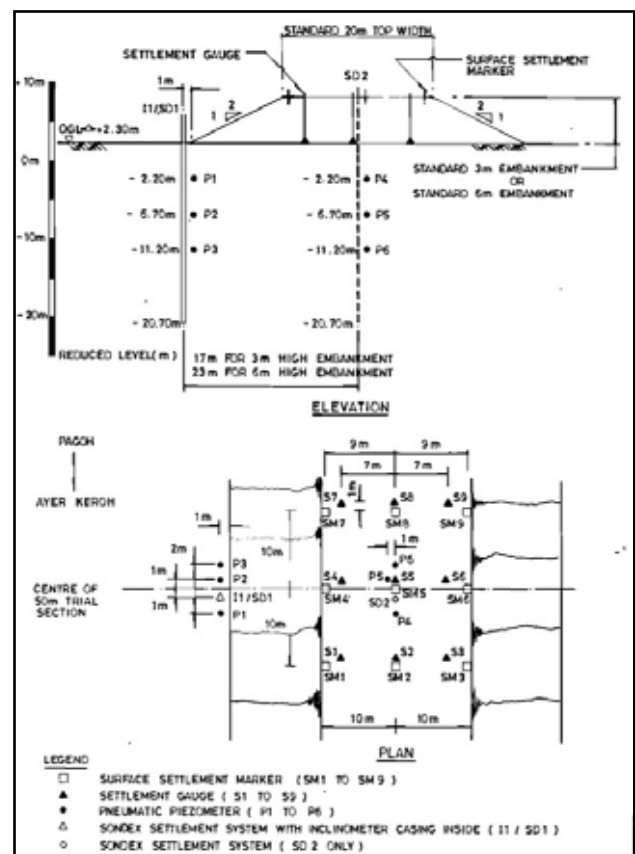 STANDARD 20m TOP WIDTH
SETTLEMENT GAUGE
SURFACE SETTLEMENT
MARKER
SD2
+10m
1m
I1/SD1
2
1
2
1
OGL +2.30m
0m
-10m
-20m
STANDARD 3m EMBANKMENT
OR
STANDARD 6m EMBANKMENT
-2.20m P1
-6.70m P2
-11.20m P3
-20.70m
-2.20m P4
-6.70m P5
-11.20m P6
-20.70m
REDUCED LEVEL(m)
17m FOR 3m HIGH EMBANKMENT
23m FOR 6m HIGH EMBANKMENT
ELEVATION
PAGOH
AYER KEROH
9m 9m
7m 7m
S7 S8 S9
1m
SM7 SM8 SM9
1m
10m
1m
2m
1m
1m
P3
P2
I1/SD1
P1
CENTRE OF
50m TRIAL
SECTION
P6
S4 P5 S5 S6
SM4 SM5 SM6
SD2
P4
10m
S1 S2 S3
SM1 SM2 SM3
10m 10m
PLAN
LEGEND
SURFACE SETTLEMENT MARKER (SM1 TO SM9)
SETTLEMENT GAUGE (S1 TO S9)
PNEUMATIC PIEZOMETER (P1 TO P6)
SONDEX SETTLEMENT SYSTEM WITH INCLINOMETER CASING INSIDE (I1/SD1)
SONDEX SETTLEMENT SYSTEM (SD2 ONLY)